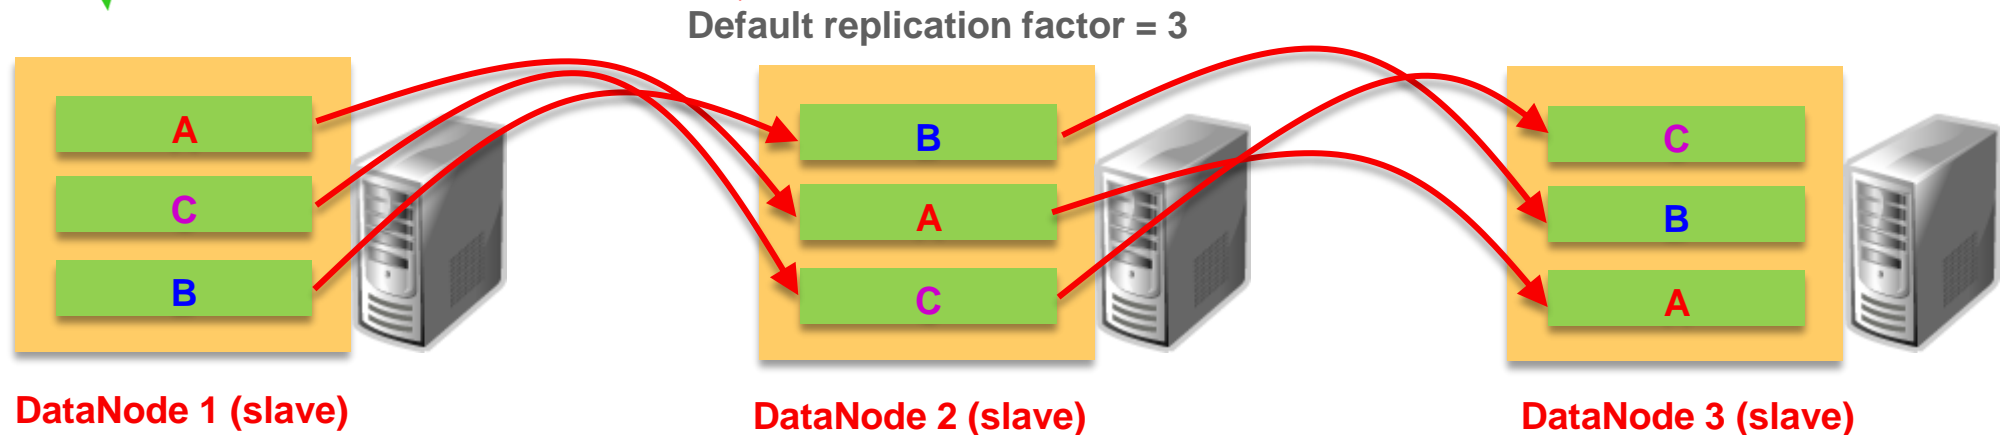 Default replication factor = 3
A
C
B
DataNode 1 (slave)
B
A
C
DataNode 2 (slave)
C
B
A
DataNode 3 (slave)